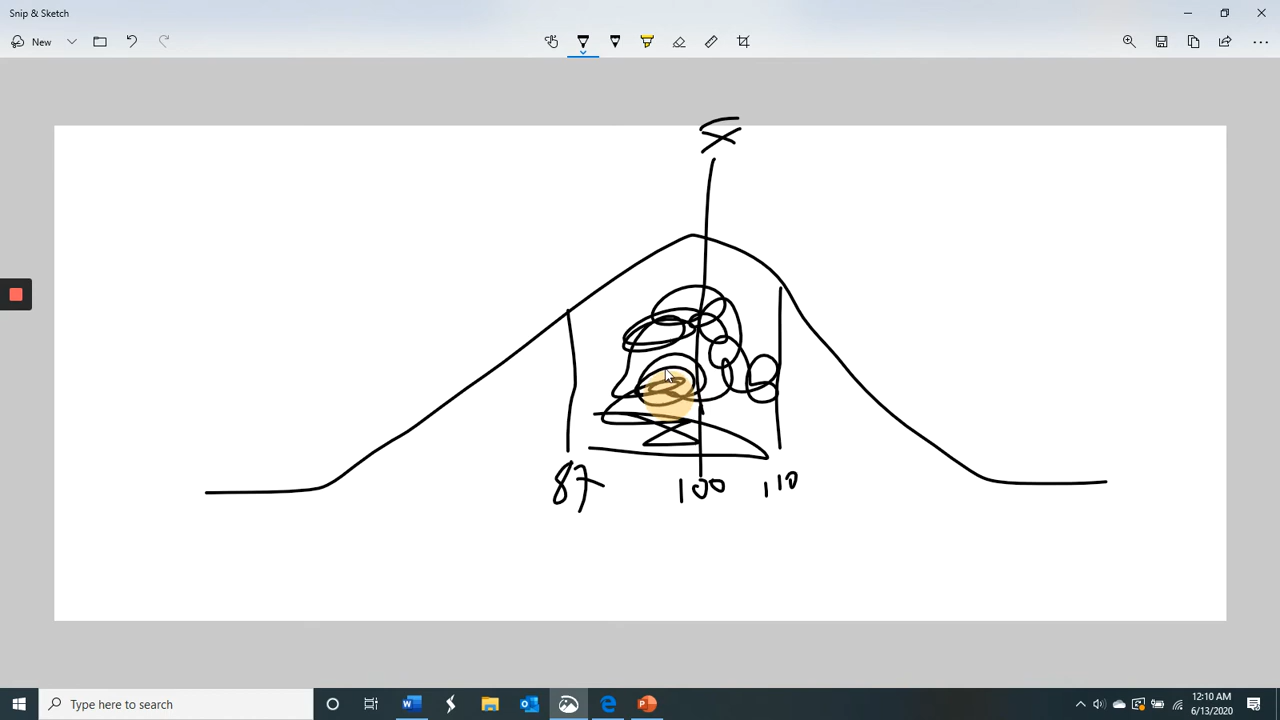 Snip & Sketch
New
X̄
87 100 110
Type here to search
12:10 AM
6/13/2020